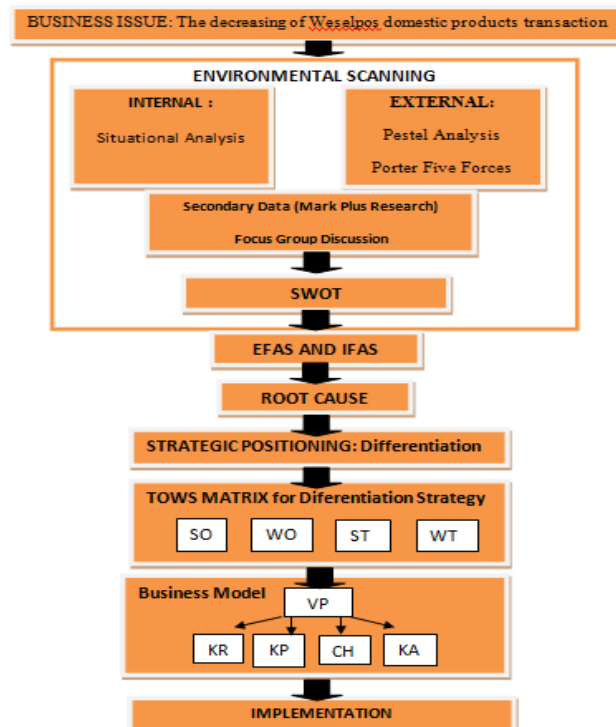 BUSINESS ISSUE: The decreasing of Weselpos domestic products transaction
ENVIRONMENTAL SCANNING
INTERNAL :
Situational Analysis
EXTERNAL:
Pestel Analysis
Porter Five Forces
Secondary Data (Mark Plus Research)
Focus Group Discussion
SWOT
EFAS AND IFAS
ROOT CAUSE
STRATEGIC POSITIONING: Differentiation
TOWS MATRIX for Diferentiation Strategy
SO WO ST WT
Business Model
VP
KR KP CH KA
IMPLEMENTATION